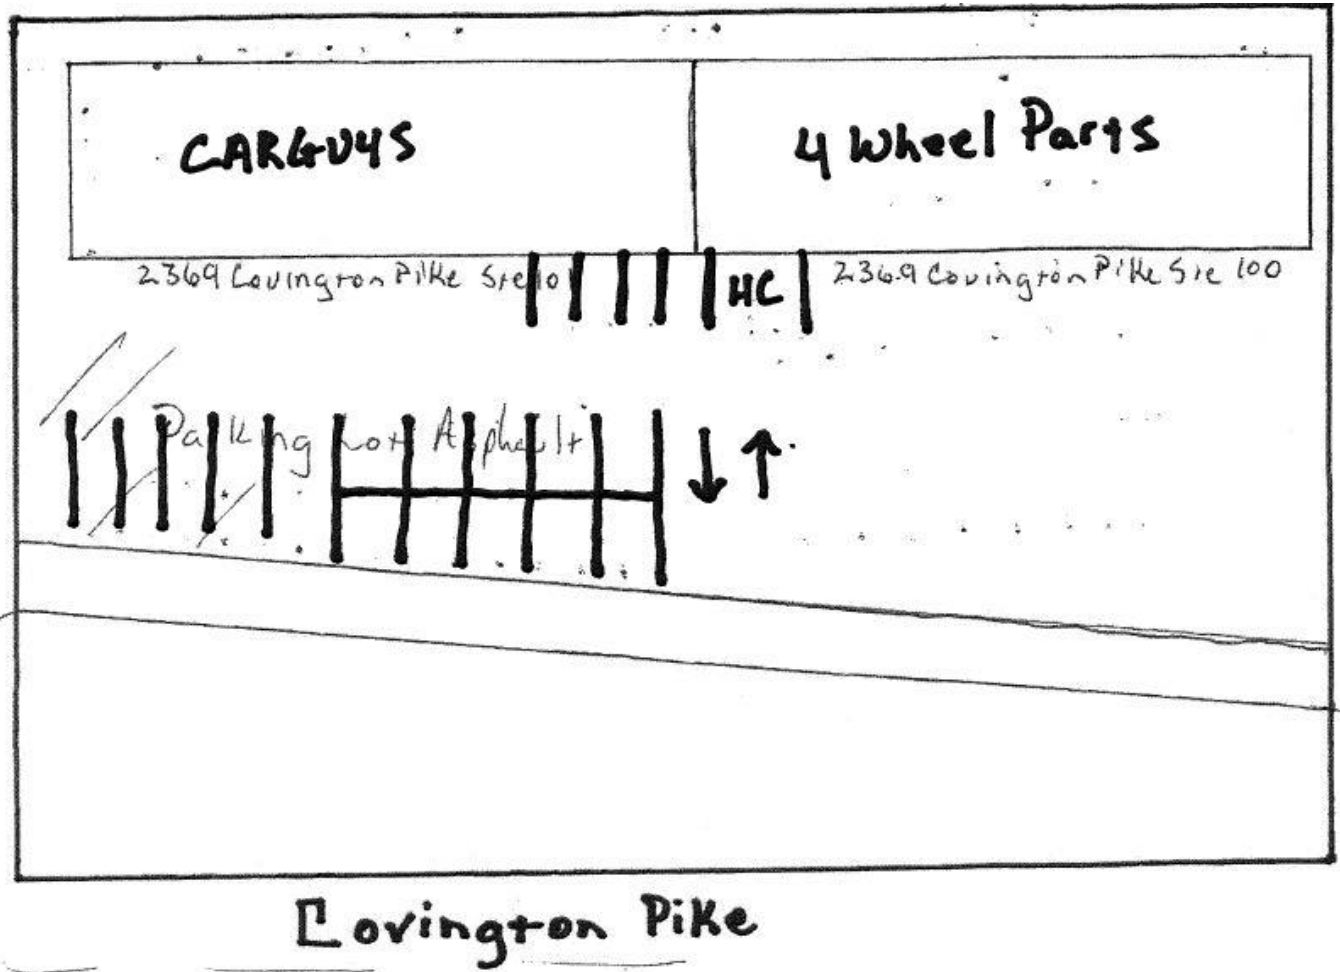 CARGUYS
4 Wheel Parts
2369 Covington Pike Ste 101
HC
2369 Covington Pike Ste 100
Parking Lot Asphalt
Covington Pike